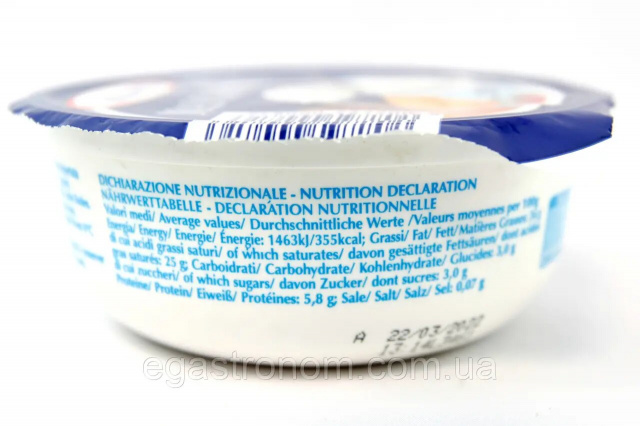 DICHIARAZIONE NUTRIZIONALE - NUTRITION DECLARATION
NÄHRWERTTABELLE - DECLARATION NUTRITIONNELLE
Valori medi/ Average values/ Durchschnittliche Werte /Valeurs moyennes per 100g
Energia/ Energy/ Energie/ Énergie: 1463kJ/355kcal; Grassi/ Fat/ Fett/ Matières Grasses
di cui acidi grassi saturi/ of which saturates/ davon gesättigte Fettsäuren/ dont acides
gras saturés: 25 g; Carboidrati/ Carbohydrate/ Kohlenhydrate/ Glucides: 3,0 g
di cui zuccheri/ of which sugars/ davon Zucker/ dont sucres: 3,0 g
Proteine/ Protein/ Eiweiß/ Protéines: 5,8 g; Sale/ Salt/ Salz/ Sel: 0,07 g
A 22/03/2020
egastronom.com.ua